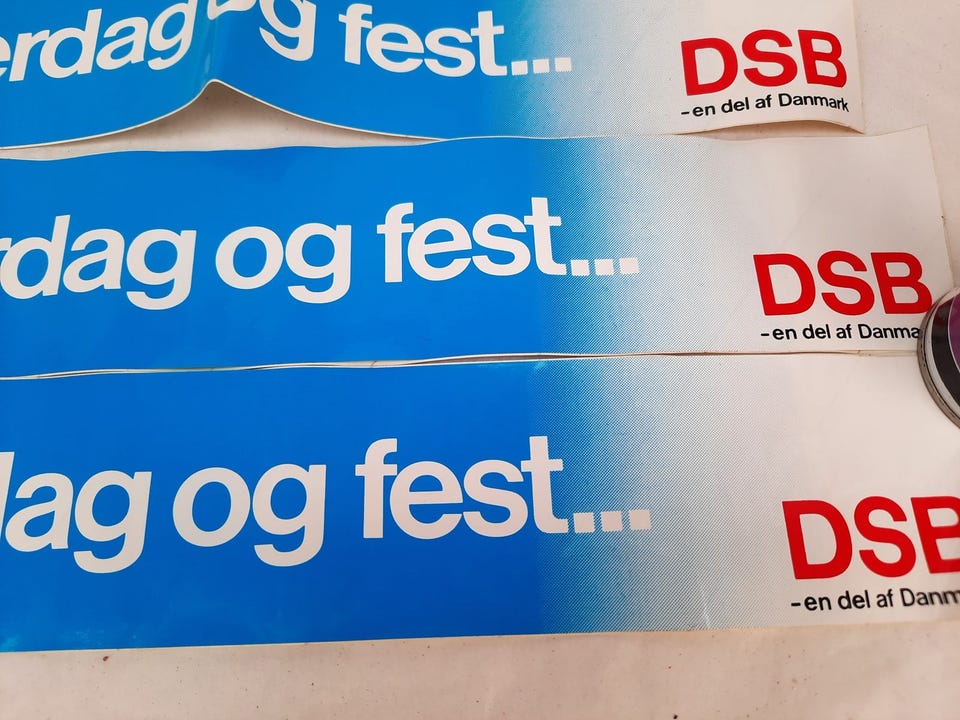 erdag og fest...
DSB
-en del af Danmark
rdag og fest...
DSB
-en del af Danma
dag og fest...
DSB
-en del af Danm